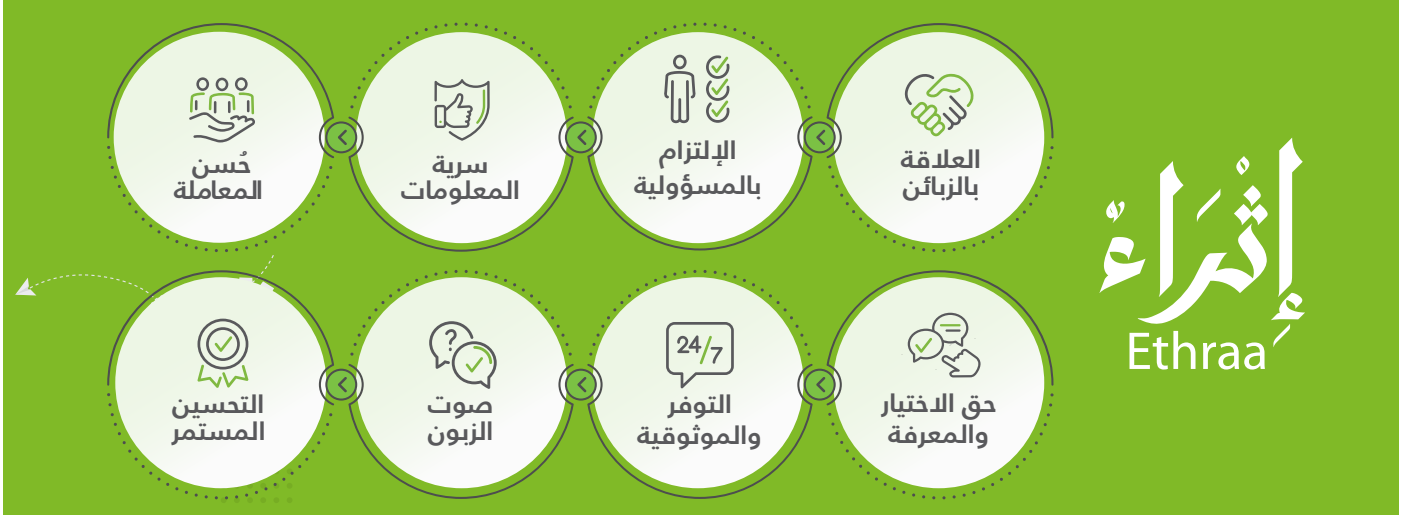 إِثْرَاءٌ
Ethraa
العلاقة
بالزبائن
الإلتزام
بالمسؤولية
سرية
المعلومات
حُسن
المعاملة
حق الاختيار
والمعرفة
24/7
التوفر
والموثوقية
?
صوت
الزبون
التحسين
المستمر